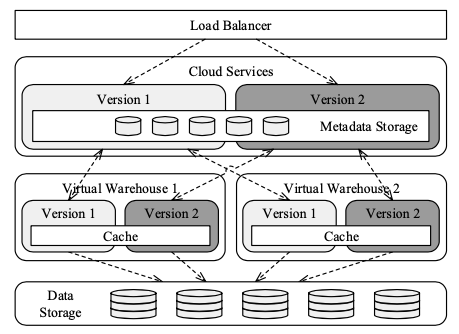 Load Balancer
Cloud Services
Version 1
Version 2
Metadata Storage
Virtual Warehouse 1
Virtual Warehouse 2
Version 1
Version 2
Version 1
Version 2
Cache
Cache
Data
Storage